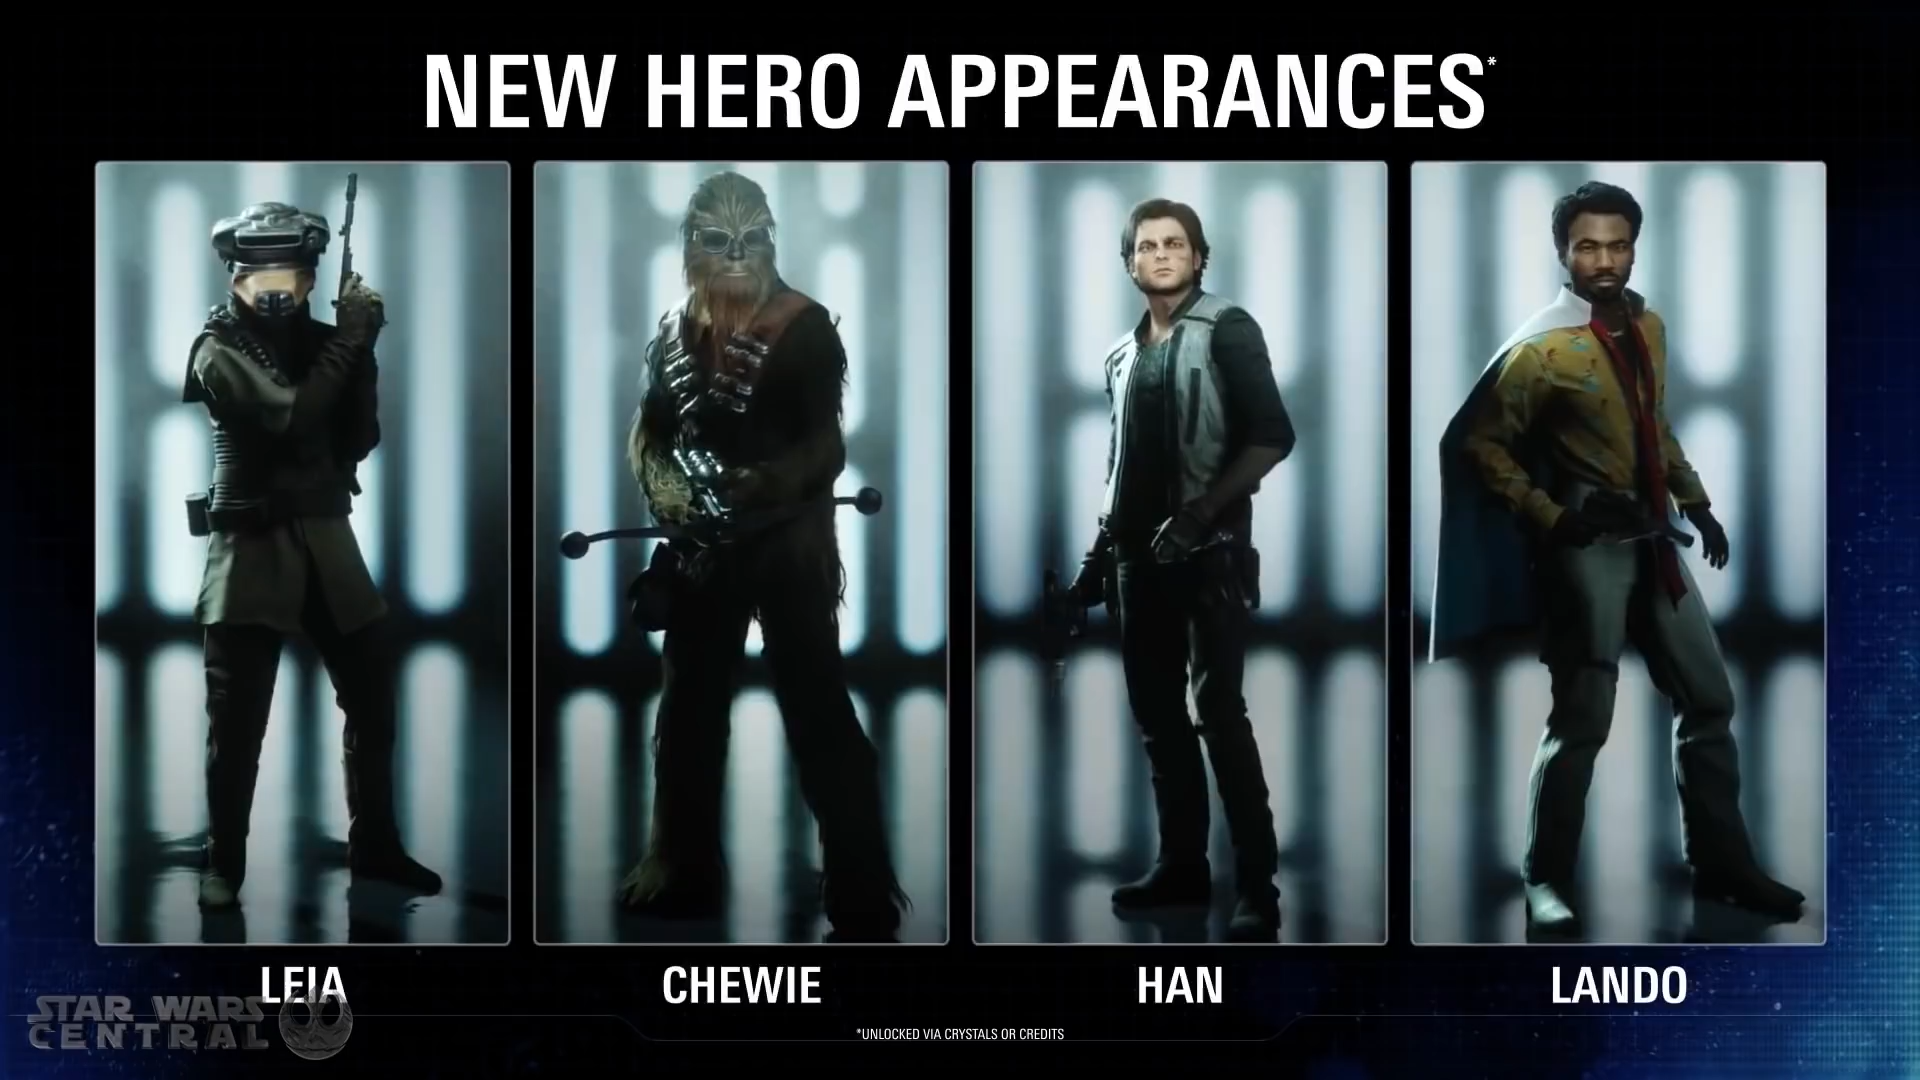 NEW HERO APPEARANCES*
LEIA
CHEWIE
HAN
LANDO
STAR WARS
CENTRAL
*UNLOCKED VIA CRYSTALS OR CREDITS